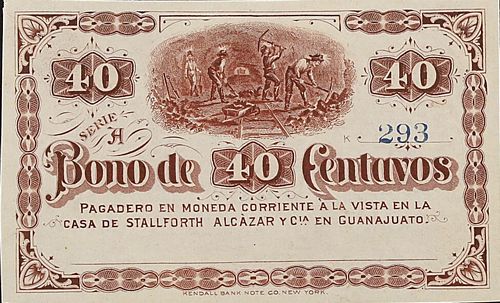 40 40
SERIE
A
K 293
Bono de 40 Centavos
PAGADERO EN MONEDA CORRIENTE A LA VISTA EN LA
CASA DE STALLFORTH ALCÁZAR Y CIA EN GUANAJUATO.
KENDALL BANK NOTE CO. NEW YORK.